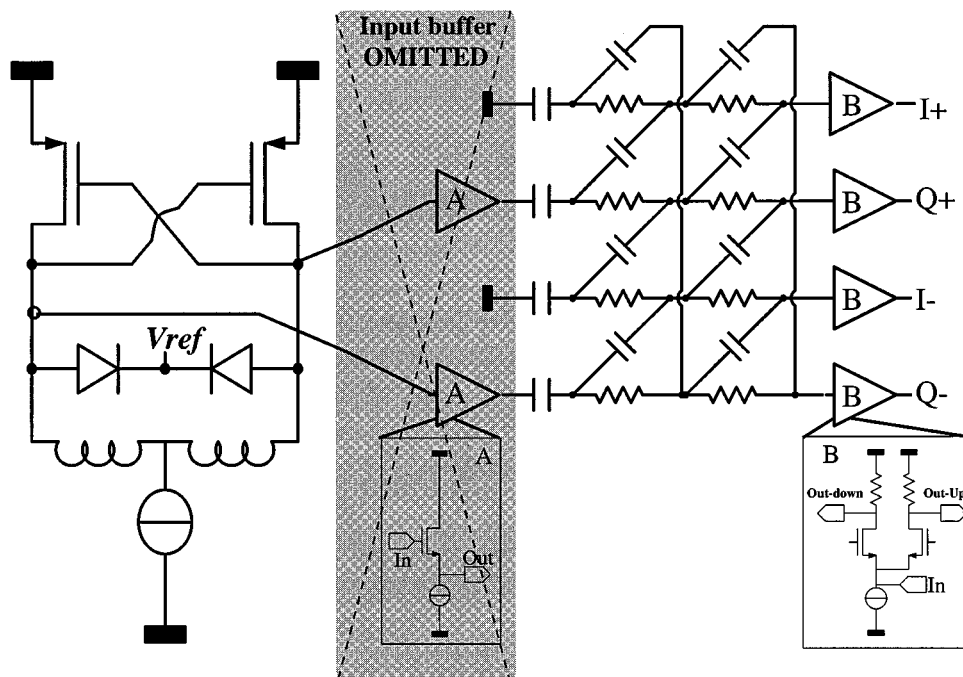 Input buffer
OMITTED
B I+
A B Q+
B I-
Vref
A B Q-
A
In
Out
B
Out-down Out-Up
In